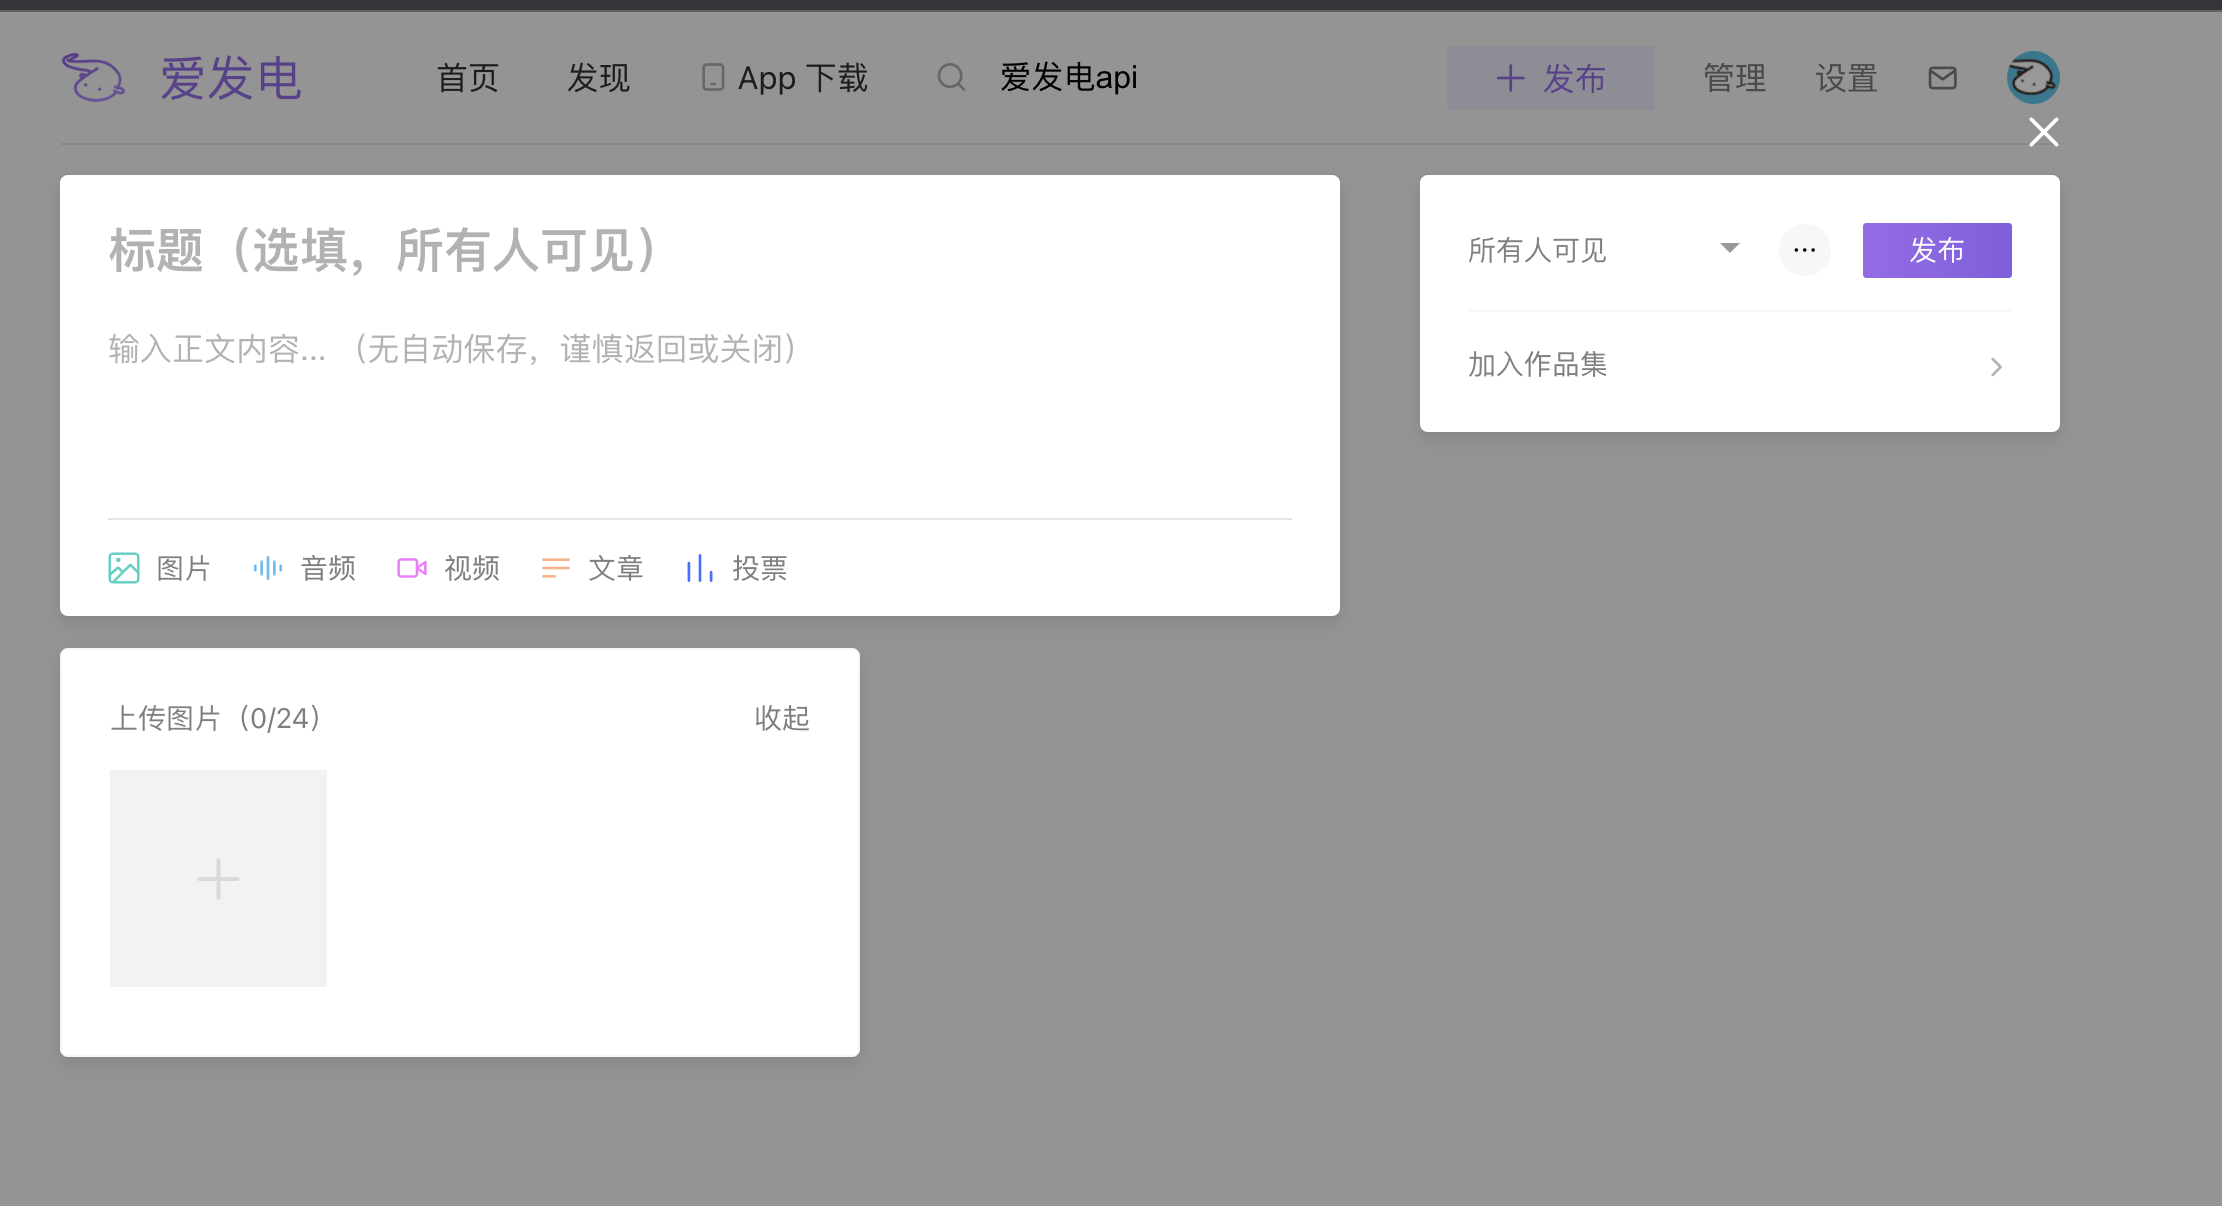 爱发电 首页 发现 App 下载 爱发电api 发布 管理 设置
标题（选填，所有人可见）
输入正文内容... （无自动保存，谨慎返回或关闭）
图片 音频 视频 文章 投票
所有人可见 发布
加入作品集
上传图片（0/24） 收起